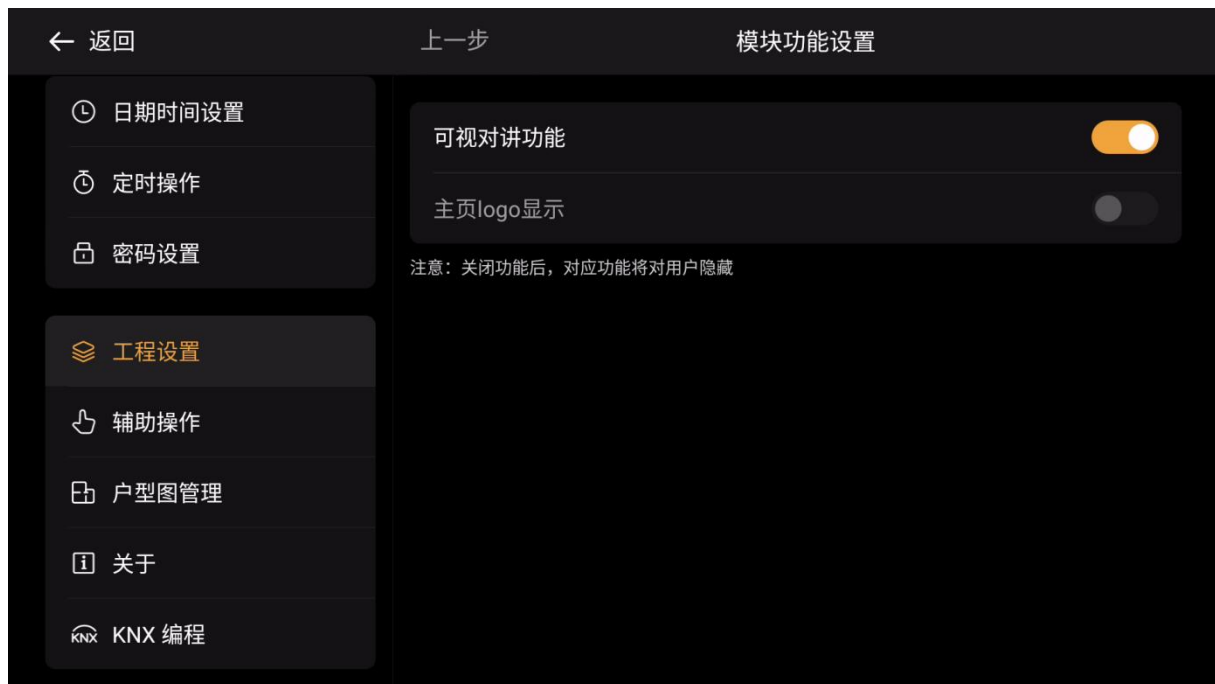 返回
上一步
模块功能设置
日期时间设置
定时操作
密码设置
工程设置
辅助操作
户型图管理
关于
KNX KNX 编程
可视对讲功能
主页logo显示
注意：关闭功能后，对应功能将对用户隐藏